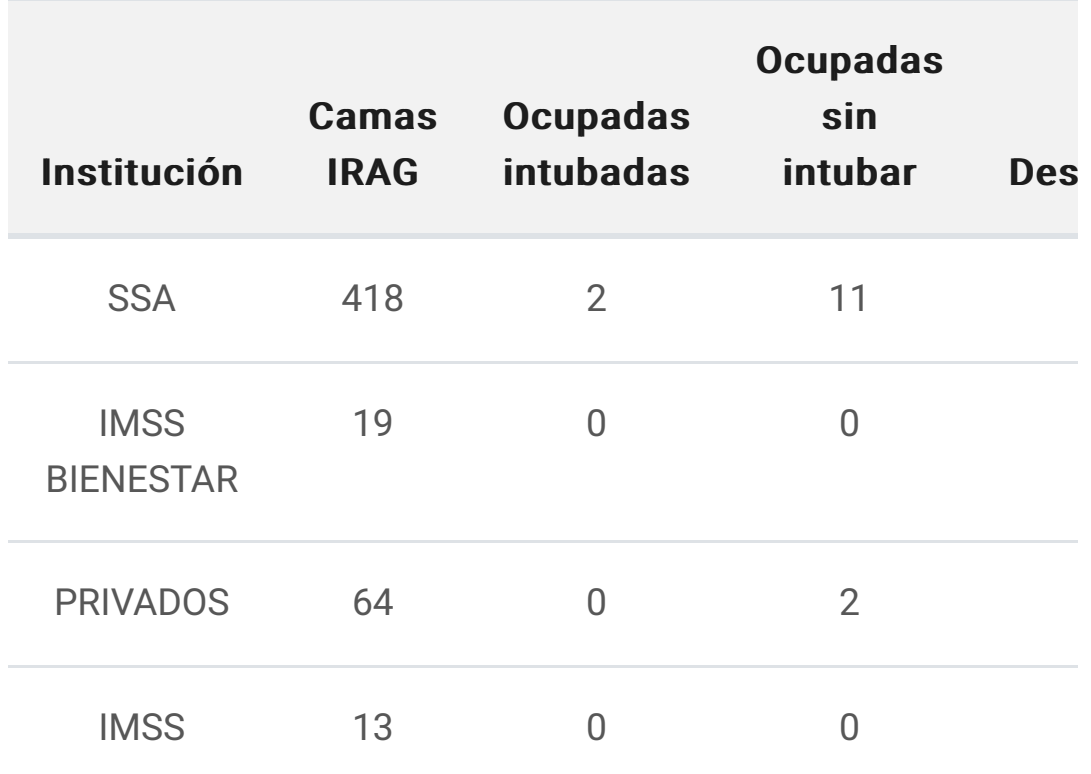 Institución Camas IRAG Ocupadas intubadas Ocupadas sin intubar Des
SSA 418 2 11
IMSS BIENESTAR 19 0 0
PRIVADOS 64 0 2
IMSS 13 0 0